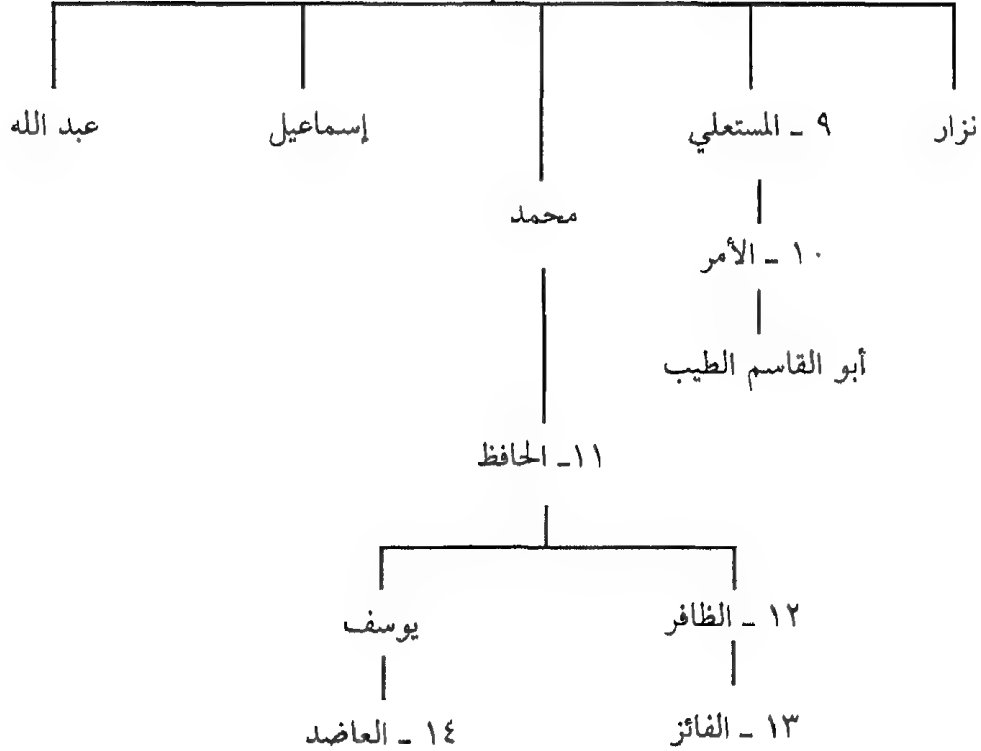 نزار
٩ ـ المستعلي
إسماعيل
عبد الله
محمد
١٠ ـ الأمر
أبو القاسم الطيب
١١ـ الحافظ
١٢ ـ الظافر
يوسف
١٣ ـ الفائز
١٤ ـ العاضد